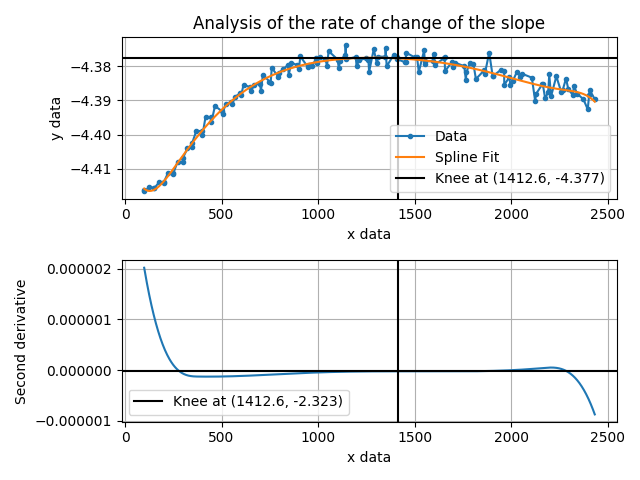 Analysis of the rate of change of the slope
y data
−4.38
−4.39
−4.40
−4.41
Data
Spline Fit
Knee at (1412.6, -4.377)
0 500 1000 1500 2000 2500
x data
Second derivative
0.000002
0.000001
0.000000
−0.000001
Knee at (1412.6, -2.323)
0 500 1000 1500 2000 2500
x data